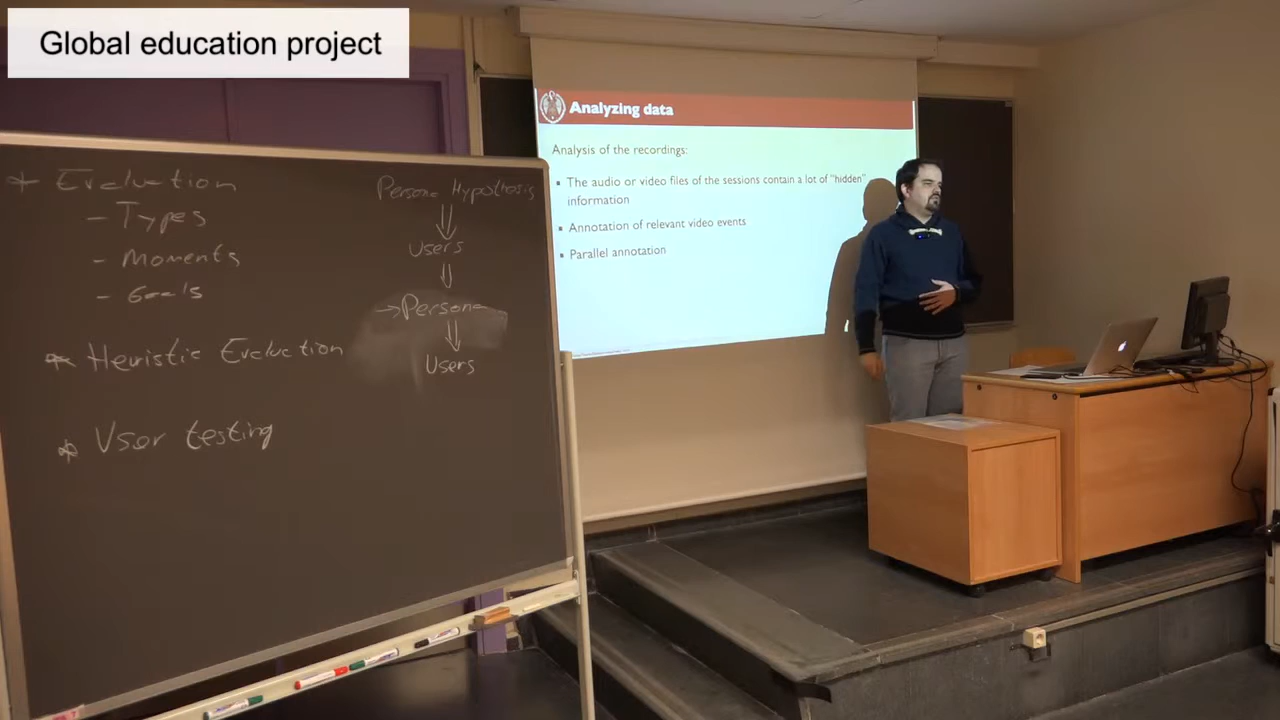 Global education project
* Evaluation
- Types
- Moments
- Goals
* Heuristic Evaluation
* User testing
Persona Hypothesis
⇓
Users
⇓
→Persona
⇓
Users
Analyzing data
Analysis of the recordings:
▪ The audio or video files of the sessions contain a lot of "hidden"
information
▪ Annotation of relevant video events
▪ Parallel annotation